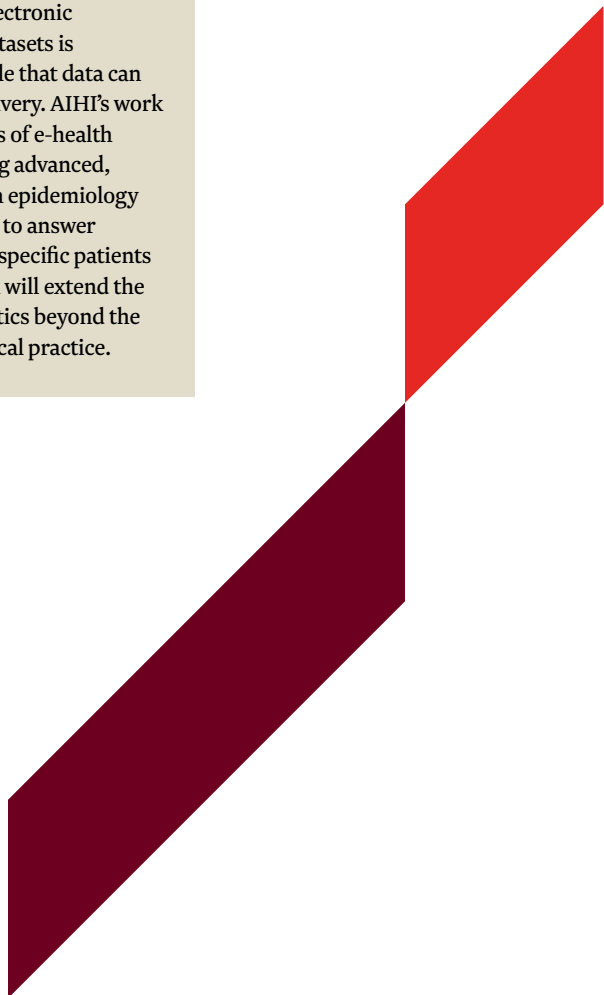 ectronic
tasets is
le that data can
very. AIHI’s work
s of e-health
g advanced,
n epidemiology
to answer
specific patients
will extend the
tics beyond the
cal practice.